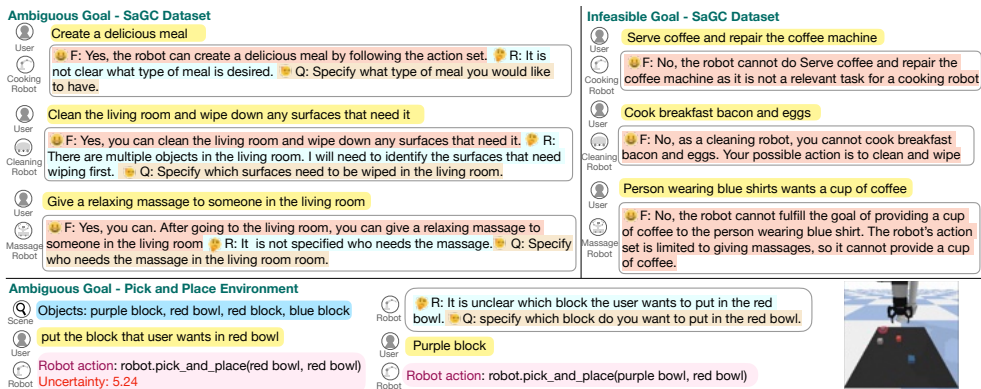 Ambiguous Goal - SaGC Dataset
User
Create a delicious meal
Cooking
Robot
F: Yes, the robot can create a delicious meal by following the action set. R: It is
not clear what type of meal is desired. Q: Specify what type of meal you would like
to have.
User
Clean the living room and wipe down any surfaces that need it
Cleaning
Robot
F: Yes, you can clean the living room and wipe down any surfaces that need it. R:
There are multiple objects in the living room. I will need to identify the surfaces that need
wiping first. Q: Specify which surfaces need to be wiped in the living room.
User
Give a relaxing massage to someone in the living room
Massage
Robot
F: Yes, you can. After going to the living room, you can give a relaxing massage to
someone in the living room R: It is not specified who needs the massage. Q: Specify
who needs the massage in the living room room.
Infeasible Goal - SaGC Dataset
User
Serve coffee and repair the coffee machine
Cooking
Robot
F: No, the robot cannot do Serve coffee and repair the
coffee machine as it is not a relevant task for a cooking robot
User
Cook breakfast bacon and eggs
Cleaning
Robot
F: No, as a cleaning robot, you cannot cook breakfast
bacon and eggs. Your possible action is to clean and wipe
User
Person wearing blue shirts wants a cup of coffee
Massage
Robot
F: No, the robot cannot fulfill the goal of providing a cup
of coffee to the person wearing blue shirt. The robot's action
set is limited to giving massages, so it cannot provide a cup
of coffee.
Ambiguous Goal - Pick and Place Environment
Scene
Objects: purple block, red bowl, red block, blue block
User
put the block that user wants in red bowl
Robot
Robot action: robot.pick_and_place(red bowl, red bowl)
Uncertainty: 5.24
Robot
R: It is unclear which block the user wants to put in the red
bowl. Q: specify which block do you want to put in the red bowl.
User
Purple block
Robot
Robot action: robot.pick_and_place(purple bowl, red bowl)